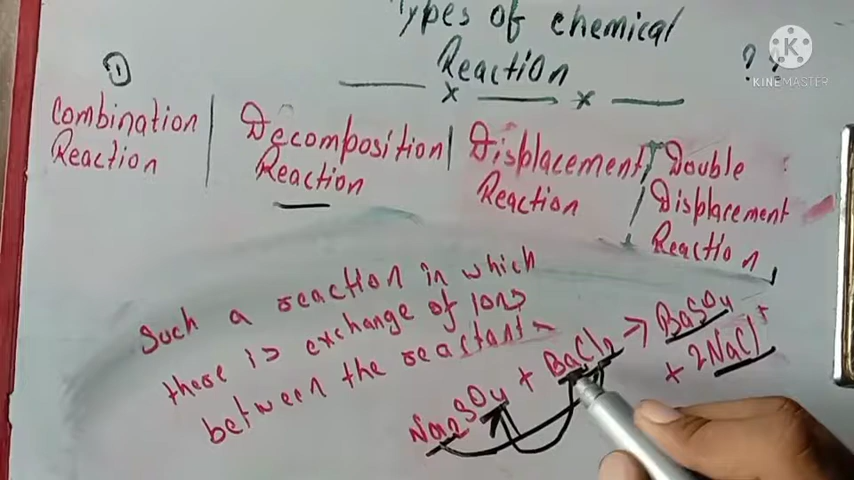 Types of chemical
Reaction ??
KINEMASTER
①
Combination
Reaction
Decomposition
Reaction
Displacement
Reaction
Double
Displacement
Reaction
Such a reaction in which
there is exchange of Ions
between the reactants
Na2SO4 + BaCl2 → BaSO4
+ 2NaCl